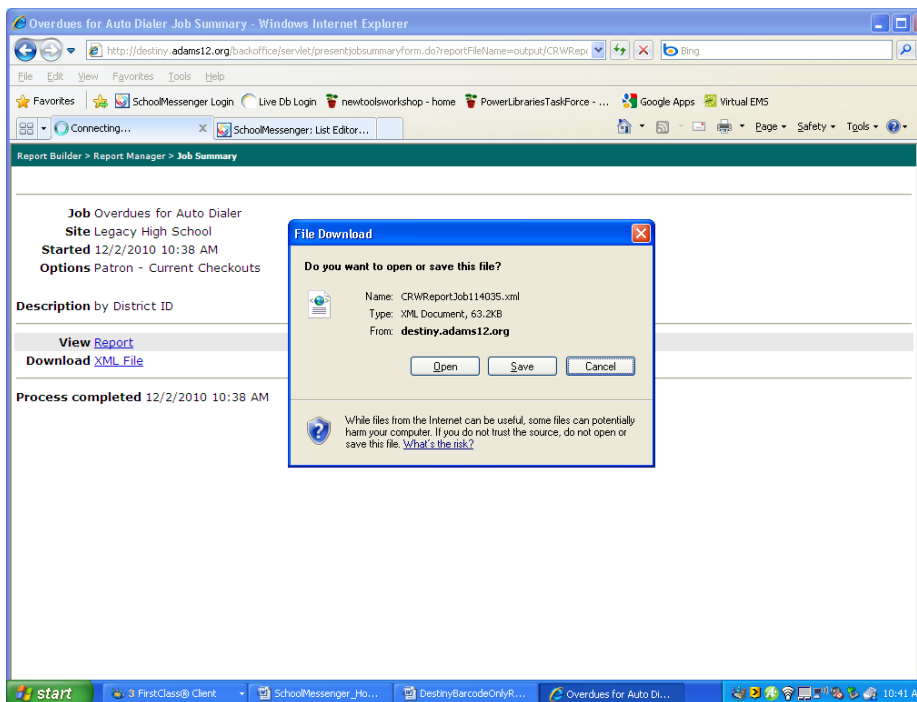 Overdues for Auto Dialer Job Summary - Windows Internet Explorer
http://destiny.adams12.org/backoffice/servlet/presentjobsummaryform.do?reportFileName=output/CRWRepo
Bing
File Edit View Favorites Tools Help
Favorites SchoolMessenger Login Live Db Login newtoolsworkshop - home PowerLibrariesTaskForce - ... Google Apps Virtual EMS
Connecting... SchoolMessenger: List Editor... Page Safety Tools
Report Builder > Report Manager > Job Summary
Job Overdues for Auto Dialer
Site Legacy High School
Started 12/2/2010 10:38 AM
Options Patron - Current Checkouts
Description by District ID
View Report
Download XML File
Process completed 12/2/2010 10:38 AM
File Download
Do you want to open or save this file?
Name: CRWReportJob114035.xml
Type: XML Document, 63.2KB
From: destiny.adams12.org
Open Save Cancel
While files from the Internet can be useful, some files can potentially
harm your computer. If you do not trust the source, do not open or
save this file. What's the risk?
start 3 FirstClass® Client SchoolMessenger_Ho... DestinyBarcodeOnlyR... Overdues for Auto Di... 10:41 A